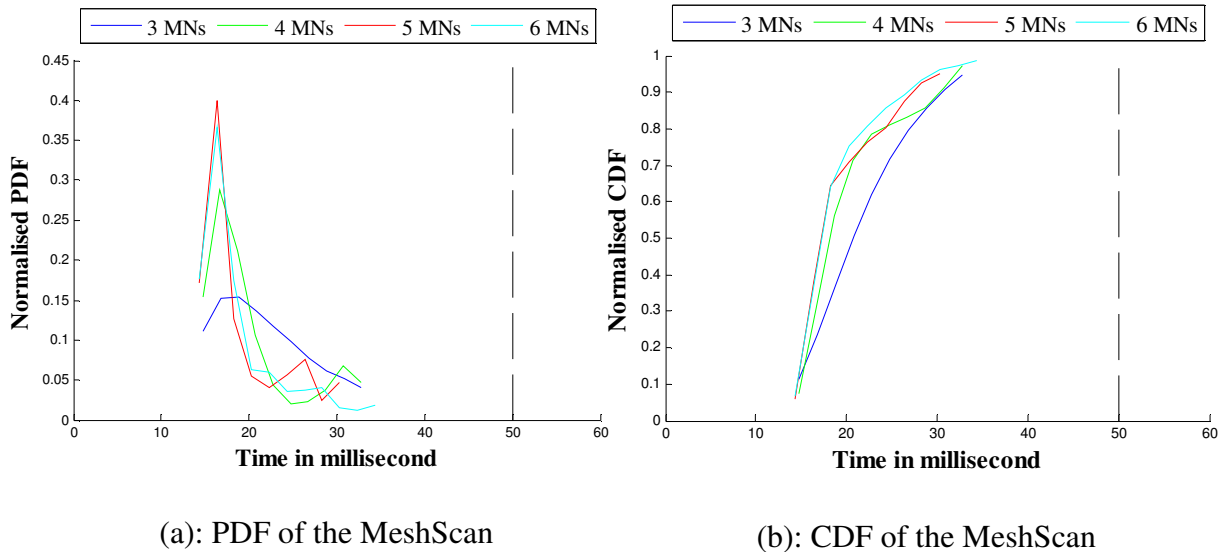 3 MNs 4 MNs 5 MNs 6 MNs
0.45
0.4
0.35
0.3
0.25
0.2
0.15
0.1
0.05
0
0 10 20 30 40 50 60
Normalised PDF
Time in millisecond
(a): PDF of the MeshScan
3 MNs 4 MNs 5 MNs 6 MNs
1
0.9
0.8
0.7
0.6
0.5
0.4
0.3
0.2
0.1
0
0 10 20 30 40 50 60
Normalised CDF
Time in millisecond
(b): CDF of the MeshScan